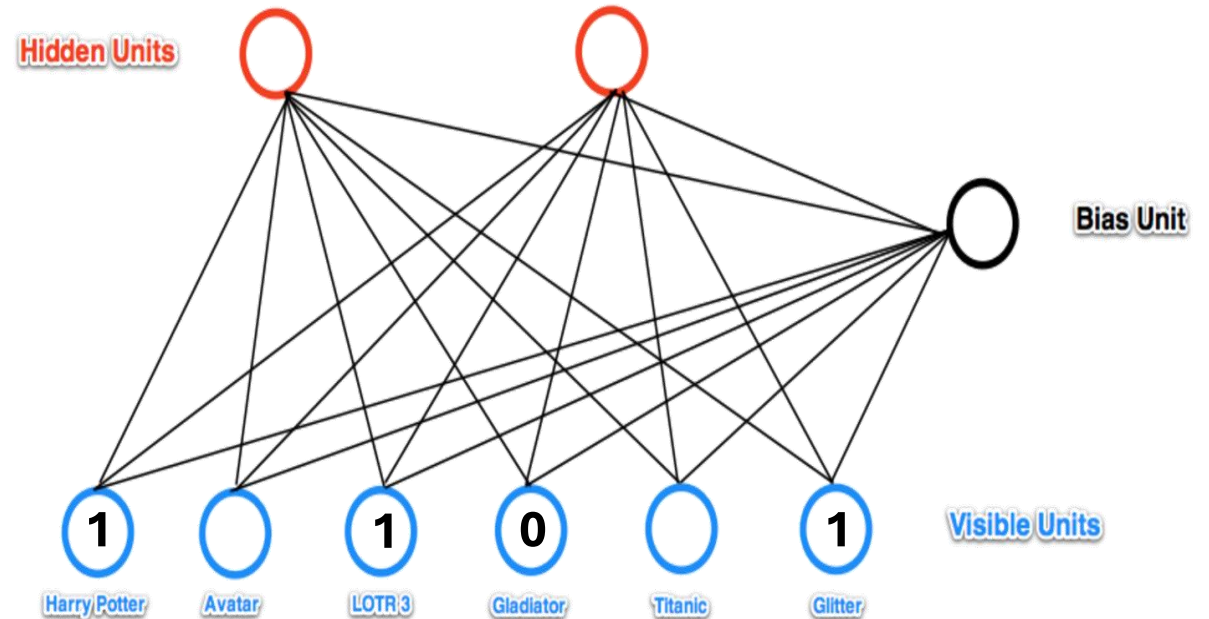 Hidden Units
Bias Unit
1 1 0 1
Visible Units
Harry Potter Avatar LOTR 3 Gladiator Titanic Glitter